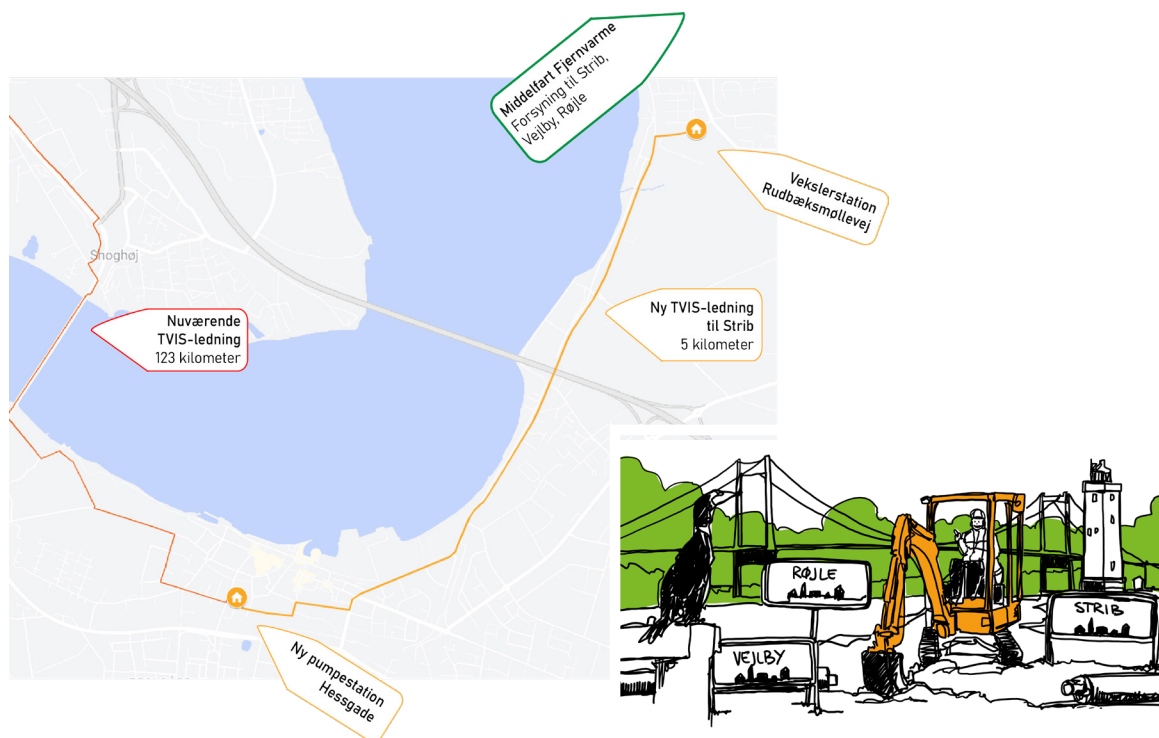 Middelfart Fjernvarme
Forsyning til Strib,
Vejlby, Røjle
Vekslerstation
Rudbæksmøllevej
Snoghøj
Nuværende
TVIS-ledning
123 kilometer
Ny TVIS-ledning
til Strib
5 kilometer
Ny pumpestation
Hessgade
RØJLE
STRIB
VEJLBY